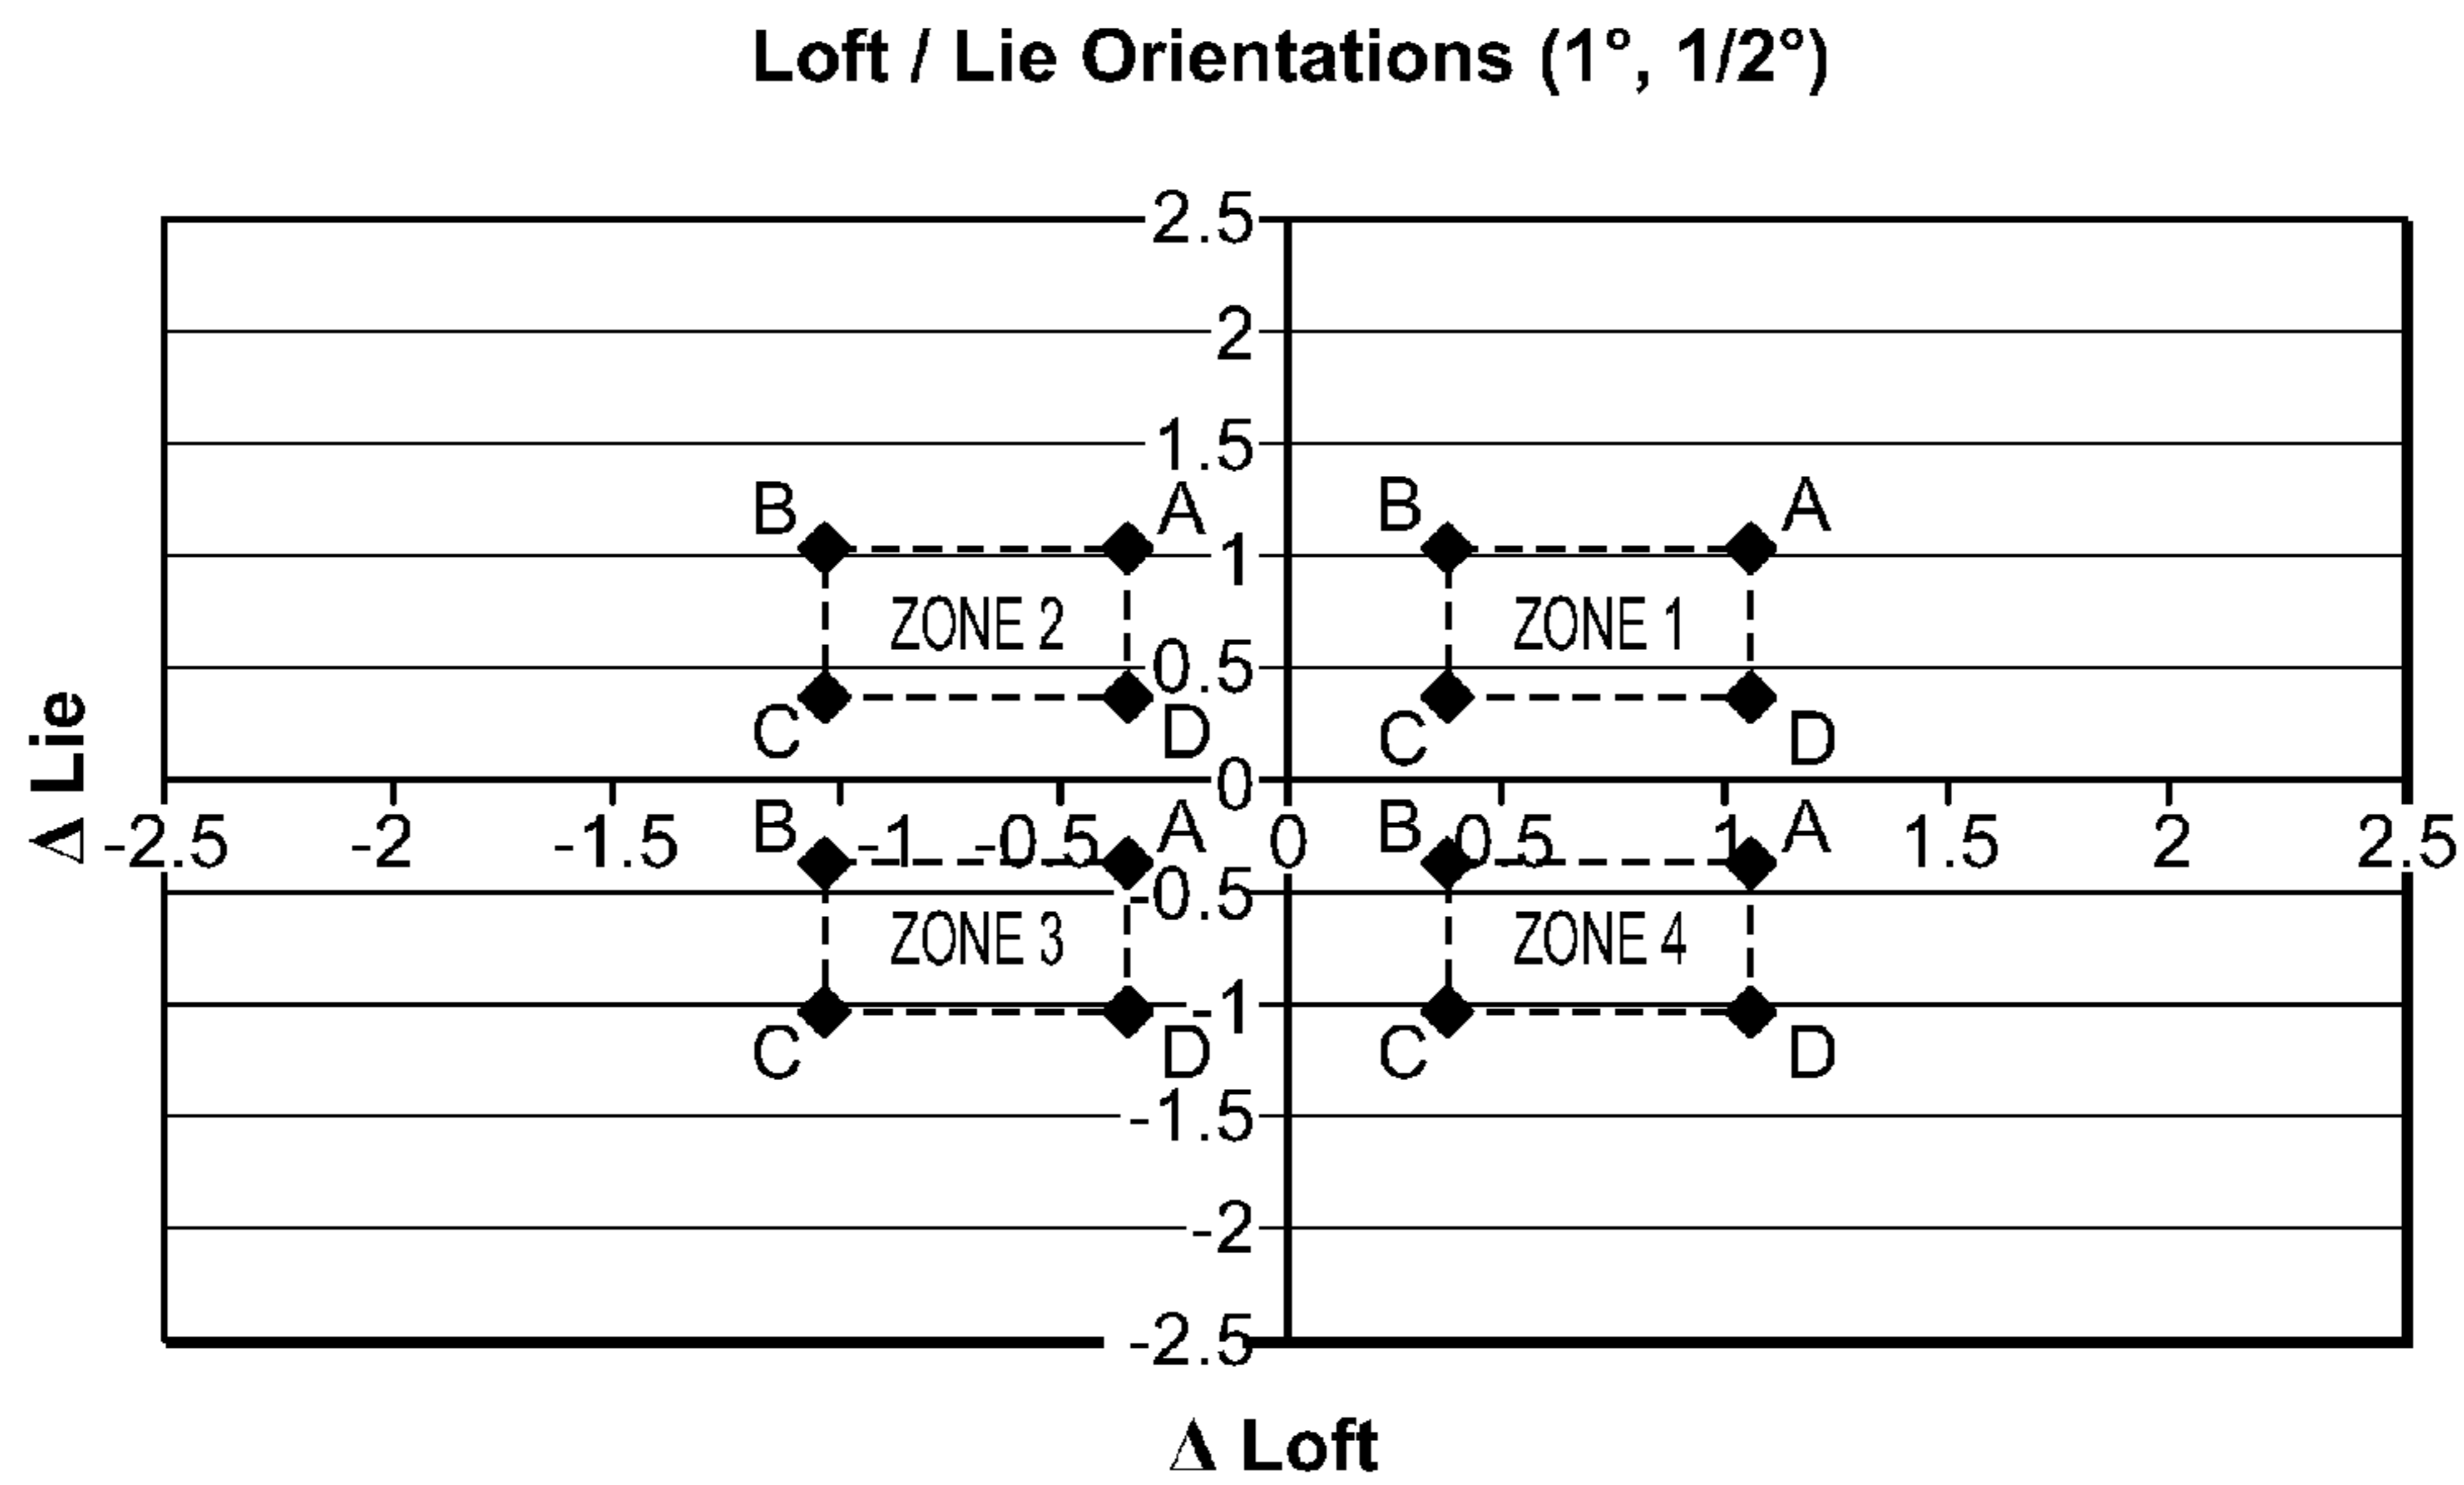 Loft / Lie Orientations (1°, 1/2°)
2.5
2
1.5
B A B A
1
ZONE 2 ZONE 1
0.5
C D C D
0
Δ Lie
-2.5 -2 -1.5 B -1 -0.5 A 0 B 0.5 1 A 1.5 2 2.5
-0.5
ZONE 3 ZONE 4
-1
C D C D
-1.5
-2
-2.5
Δ Loft